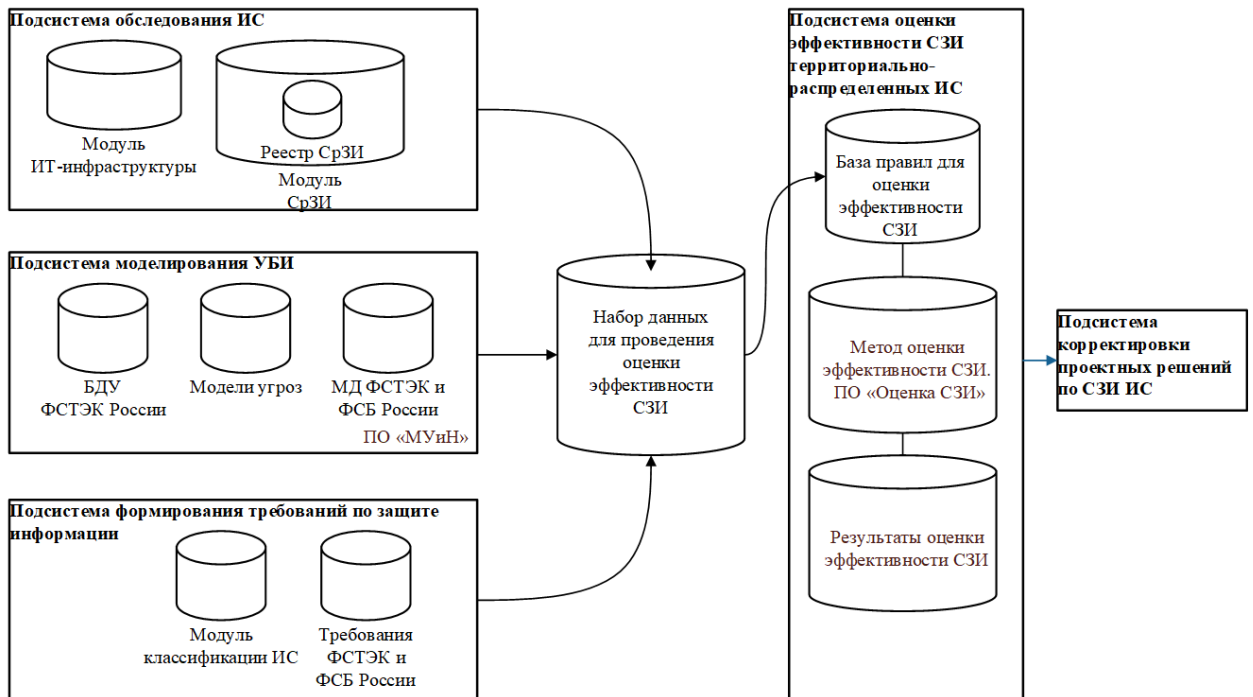 Подсистема обследования ИС
Модуль
ИТ-инфраструктуры
Реестр СрЗИ
Модуль
СрЗИ
Подсистема моделирования УБИ
БДУ
ФСТЭК России
Модели угроз
МД ФСТЭК и
ФСБ России
ПО «МУиН»
Подсистема формирования требований по защите
информации
Модуль
классификации ИС
Требования
ФСТЭК и
ФСБ России
Набор данных
для проведения
оценки
эффективности
СЗИ
Подсистема оценки
эффективности СЗИ
территориально-
распределенных ИС
База правил для
оценки
эффективности
СЗИ
Метод оценки
эффективности СЗИ.
ПО «Оценка СЗИ»
Результаты оценки
эффективности СЗИ
Подсистема
корректировки
проектных решений
по СЗИ ИС